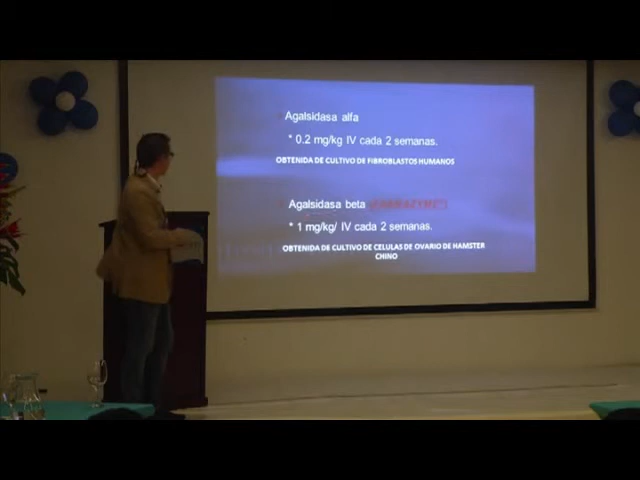 Agalsidasa alfa
* 0.2 mg/kg IV cada 2 semanas.
OBTENIDA DE CULTIVO DE FIBROBLASTOS HUMANOS
Agalsidasa beta
* 1 mg/kg/ IV cada 2 semanas.
OBTENIDA DE CULTIVO DE CELULAS DE OVARIO DE HAMSTER
CHINO